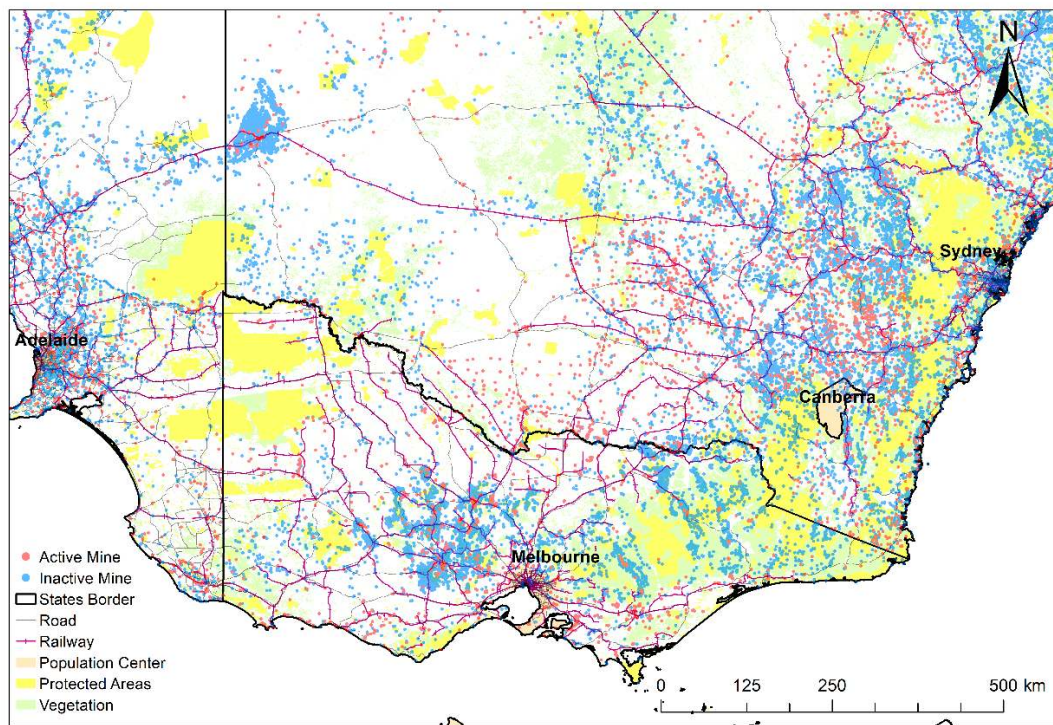 N
Sydney
Adelaide
Canberra
Melbourne
Active Mine
Inactive Mine
States Border
Road
Railway
Population Center
Protected Areas
Vegetation
0 125 250 500 km